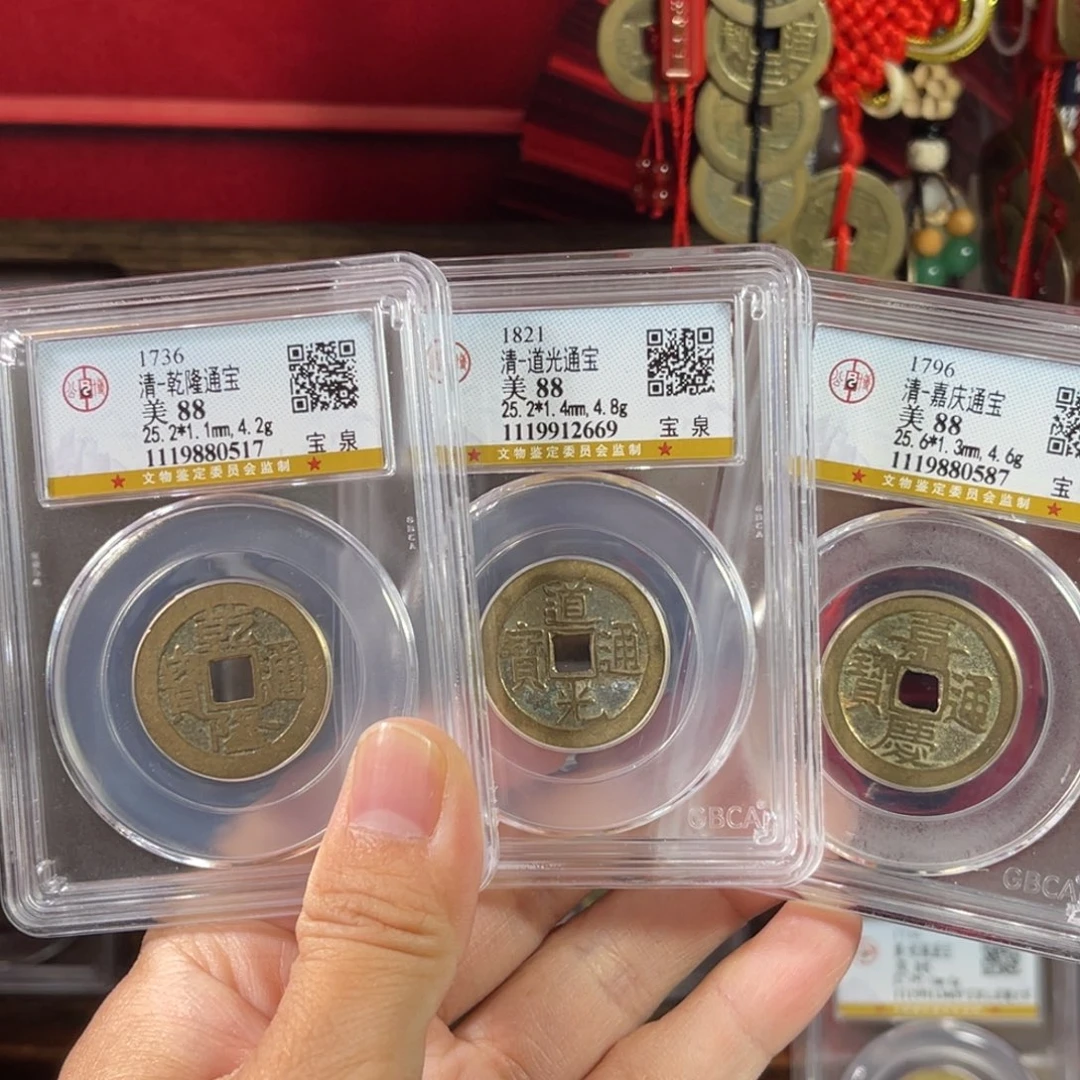 1736
清-乾隆通宝
美 88
25.2*1.1mm, 4.2g
1119880517 宝 泉
文物鉴定委员会监制
乾隆通寶
1821
清-道光通宝
美 88
25.2*1.4mm, 4.8g
1119912669 宝 泉
文物鉴定委员会监制
道光通寶
GBCA
1796
清-嘉庆通宝
美 88
25.6*1.3mm, 4.6g
1119880587 宝
文物鉴定委员会监制
嘉慶通寶
GBCA